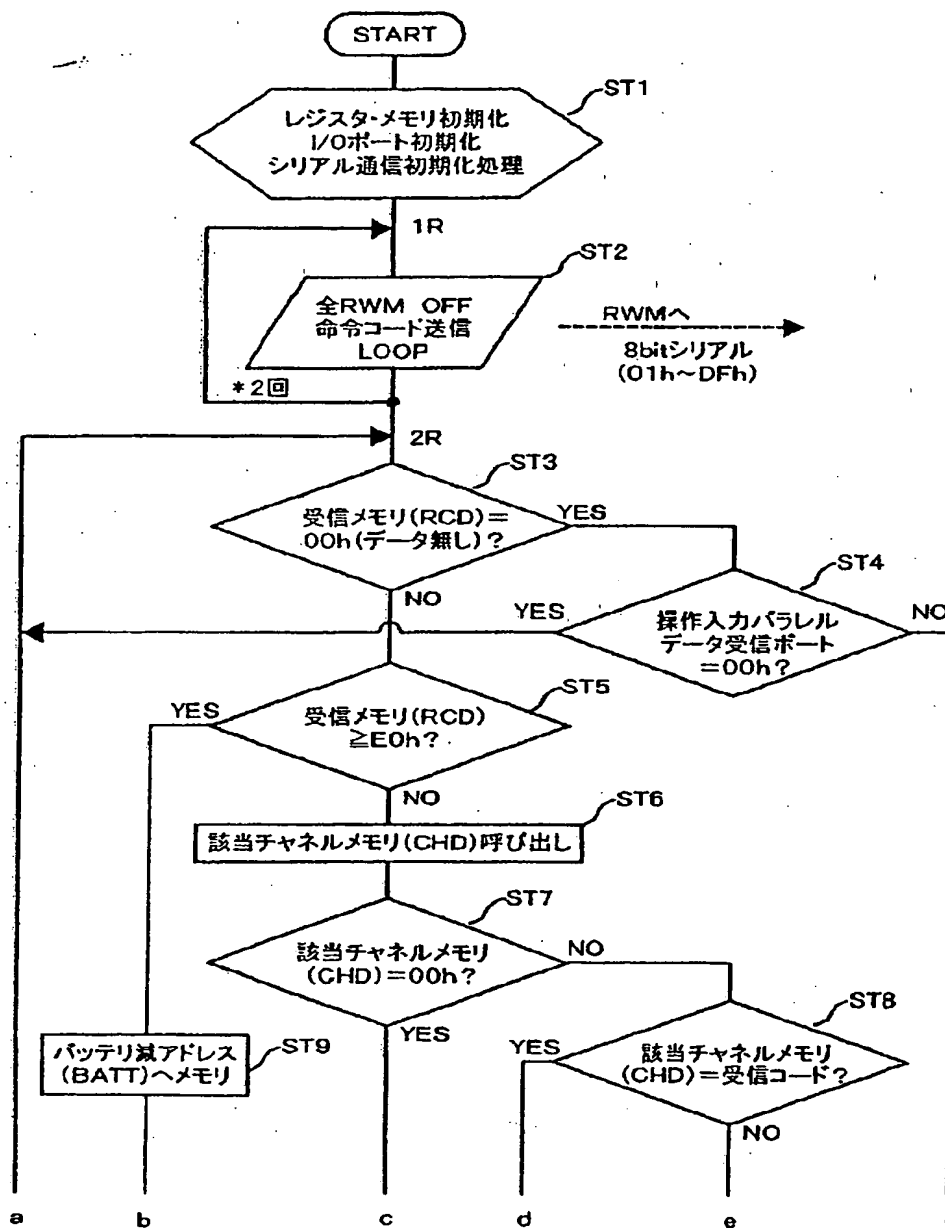 START
ST1
レジスタ・メモリ初期化
I/Oポート初期化
シリアル通信初期化処理
1R
ST2
全RWM OFF
命令コード送信
LOOP
RWMへ
8bitシリアル
(01h~DFh)
*2回
2R
ST3
受信メモリ(RCD)=
00h(データ無し)?
YES
ST4
NO
YES
操作入力パラレル
データ受信ポート
=00h?
NO
ST5
YES
受信メモリ(RCD)
≧E0h?
NO
ST6
該当チャネルメモリ(CHD)呼び出し
ST7
該当チャネルメモリ
(CHD)=00h?
NO
YES
ST8
バッテリ減アドレス
(BATT)へメモリ
ST9
YES
該当チャネルメモリ
(CHD)=受信コード?
NO
a
b
c
d
e